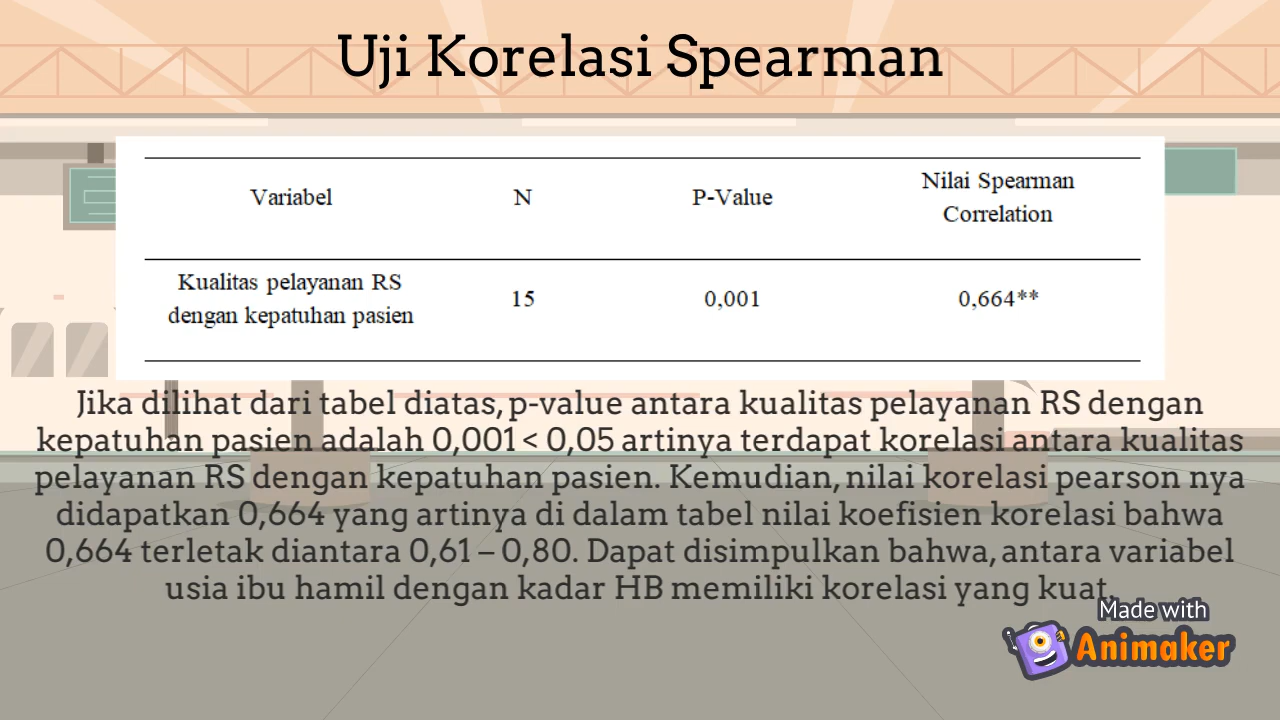 Uji Korelasi Spearman
Variabel N P-Value Nilai Spearman Correlation
Kualitas pelayanan RS dengan kepatuhan pasien 15 0,001 0,664**
Jika dilihat dari tabel diatas, p-value antara kualitas pelayanan RS dengan
kepatuhan pasien adalah 0,001 < 0,05 artinya terdapat korelasi antara kualitas
pelayanan RS dengan kepatuhan pasien. Kemudian, nilai korelasi pearson nya
didapatkan 0,664 yang artinya di dalam tabel nilai koefisien korelasi bahwa
0,664 terletak diantara 0,61 – 0,80. Dapat disimpulkan bahwa, antara variabel
usia ibu hamil dengan kadar HB memiliki korelasi yang kuat.
Made with
Animaker